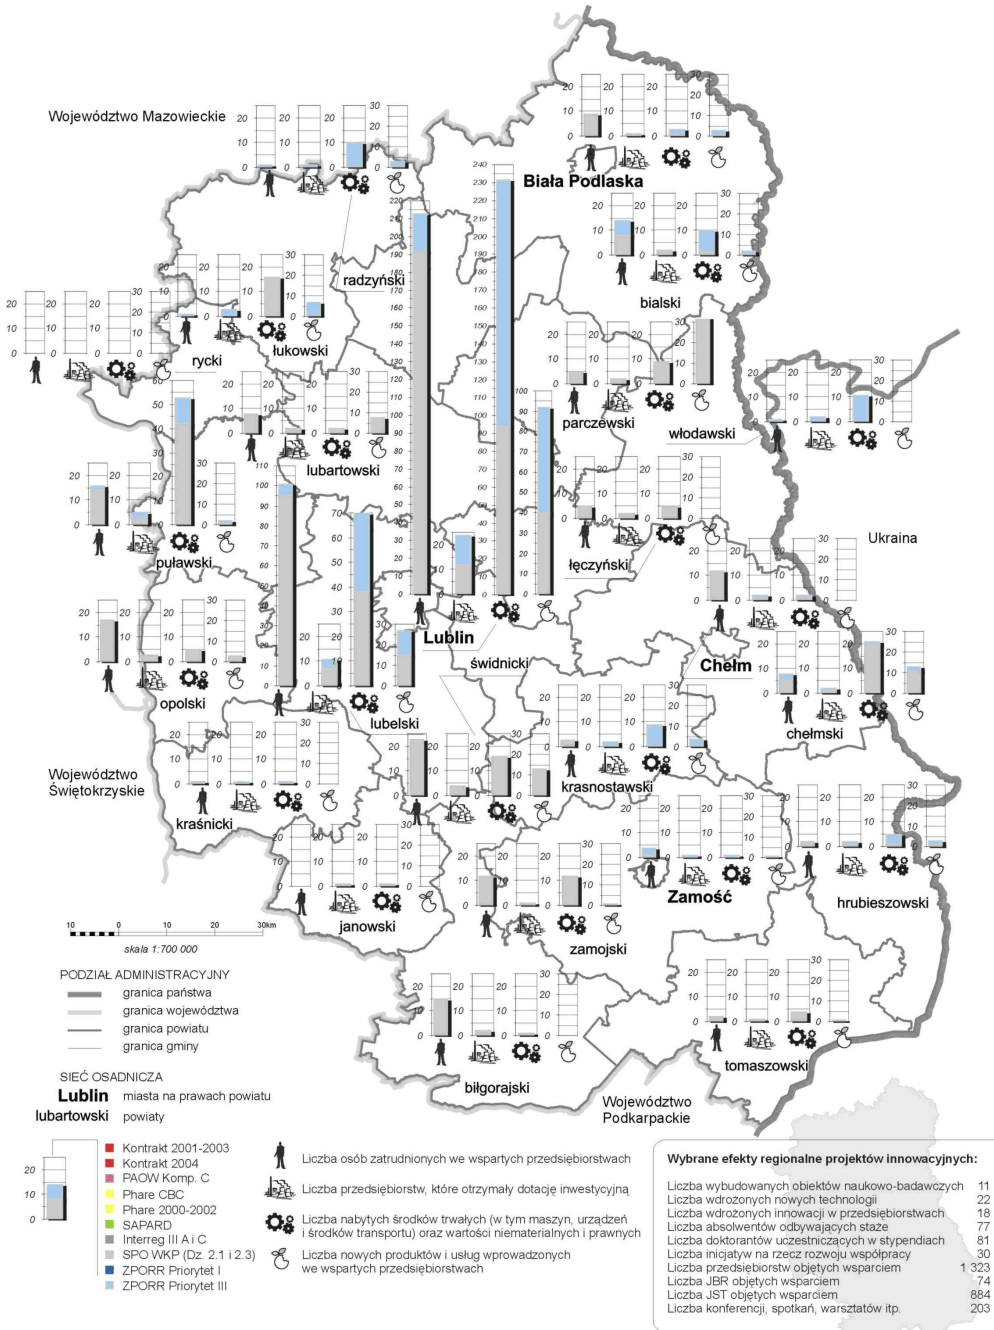 Województwo Mazowieckie
Biała Podlaska
radzyński
bialski
rycki
łukowski
parczewski
włodawski
lubartowski
Ukraina
puławski
łęczyński
Lublin
świdnicki
Chełm
opolski
lubelski
chełmski
Województwo
Świętokrzyskie
krasnostawski
kraśnicki
Zamość
hrubieszowski
janowski
zamojski
10 0 10 20 30km
skala 1:700 000
tomaszowski
biłgorajski
Województwo
Podkarpackie
PODZIAŁ ADMINISTRACYJNY
granica państwa
granica województwa
granica powiatu
granica gminy
SIEĆ OSADNICZA
Lublin miasta na prawach powiatu
lubartowski powiaty
20
10
0
Kontrakt 2001-2003
Kontrakt 2004
PAOW Komp. C
Phare CBC
Phare 2000-2002
SAPARD
Interreg III A i C
SPO WKP (Dz. 2.1 i 2.3)
ZPORR Priorytet I
ZPORR Priorytet III
Liczba osób zatrudnionych we wspartych przedsiębiorstwach
Liczba przedsiębiorstw, które otrzymały dotację inwestycyjną
Liczba nabytych środków trwałych (w tym maszyn, urządzeń
i środków transportu) oraz wartości niematerialnych i prawnych
Liczba nowych produktów i usług wprowadzonych
we wspartych przedsiębiorstwach
Wybrane efekty regionalne projektów innowacyjnych:
Liczba wybudowanych obiektów naukowo-badawczych 11
Liczba wdrożonych nowych technologii 22
Liczba wdrożonych innowacji w przedsiębiorstwach 18
Liczba absolwentów odbywających staże 77
Liczba doktorantów uczestniczących w stypendiach 81
Liczba inicjatyw na rzecz rozwoju współpracy 30
Liczba przedsiębiorstw objętych wsparciem 1 323
Liczba JBR objętych wsparciem 74
Liczba JST objętych wsparciem 884
Liczba konferencji, spotkań, warsztatów itp. 203